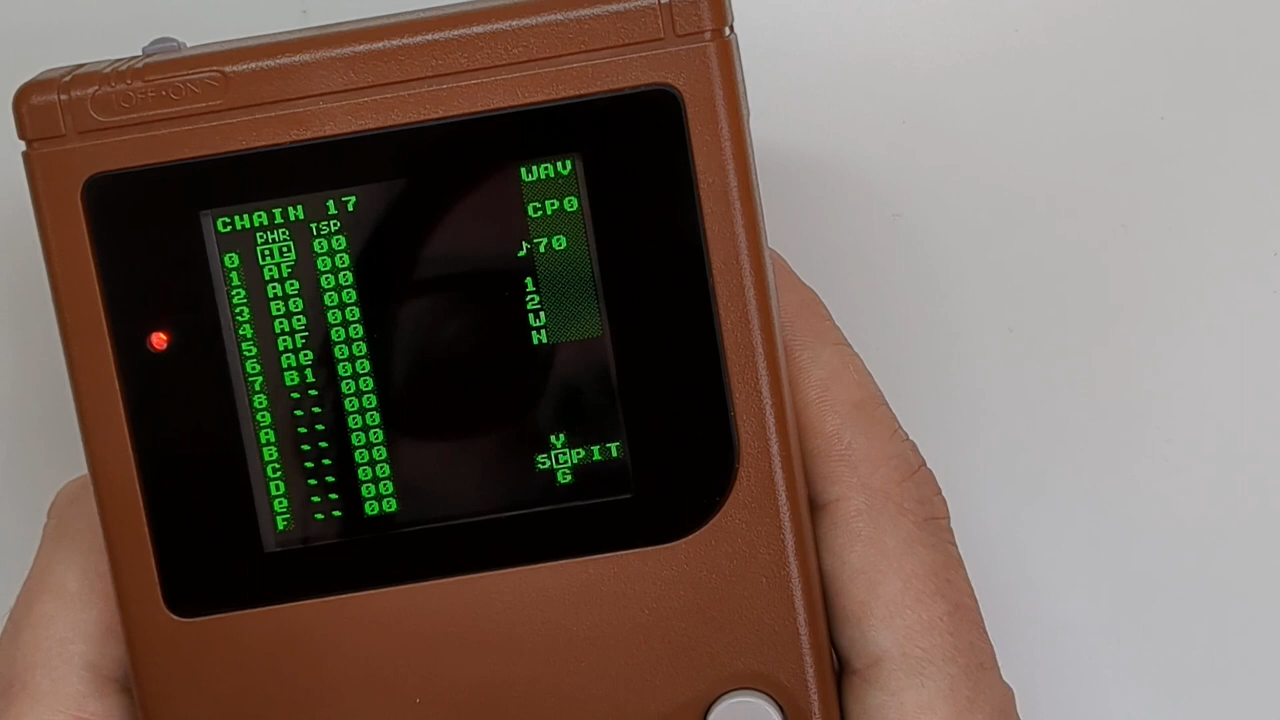 OFF•ON
CHAIN 17
PHR TSP
0 Ae 00
1 AF 00
2 Ae 00
3 B0 00
4 Ae 00
5 AF 00
6 Ae 00
7 B1 00
8 -- 00
9 -- 00
A -- 00
B -- 00
C -- 00
D -- 00
e -- 00
F -- 00
WAV
CP0
♪70
1
2
W
N
Y
SCPIT
G